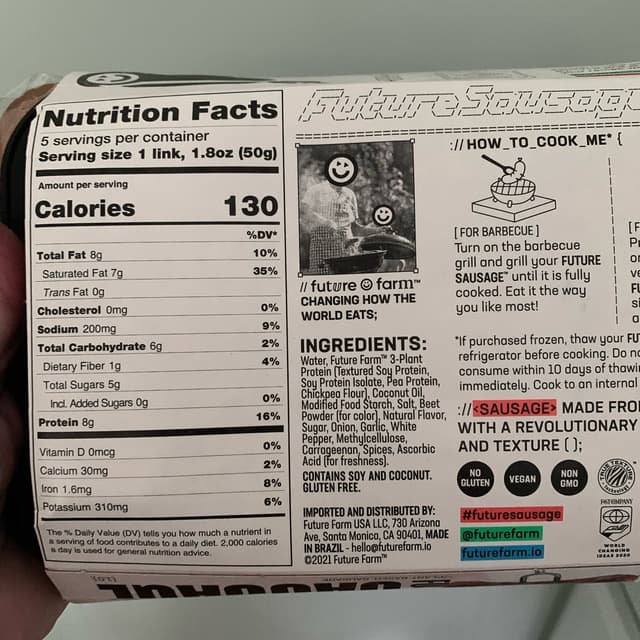 Nutrition Facts
5 servings per container
Serving size 1 link, 1.8oz (50g)
Amount per serving
Calories 130
%DV*
Total Fat 8g 10%
Saturated Fat 7g 35%
Trans Fat 0g
Cholesterol 0mg 0%
Sodium 200mg 9%
Total Carbohydrate 6g 2%
Dietary Fiber 1g 4%
Total Sugars 5g
Incl. Added Sugars 0g 0%
Protein 8g 16%
Vitamin D 0mcg 0%
Calcium 30mg 2%
Iron 1.6mg 8%
Potassium 310mg 6%
*The % Daily Value (DV) tells you how much a nutrient in
a serving of food contributes to a daily diet. 2,000 calories
a day is used for general nutrition advice.
Future Sausage
// future farm™
CHANGING HOW THE
WORLD EATS;
INGREDIENTS:
Water, Future Farm™ 3-Plant
Protein (Textured Soy Protein,
Soy Protein Isolate, Pea Protein,
Chickpea Flour), Coconut Oil,
Modified Food Starch, Salt, Beet
Powder (for color), Natural Flavor,
Sugar, Onion, Garlic, White
Pepper, Methylcellulose,
Carrageenan, Spices, Ascorbic
Acid (for freshness).
CONTAINS SOY AND COCONUT.
GLUTEN FREE.
IMPORTED AND DISTRIBUTED BY:
Future Farm USA LLC, 730 Arizona
Ave, Santa Monica, CA 90401, MADE
IN BRAZIL - hello@futurefarm.io
©2021 Future Farm™
:// HOW_TO_COOK_ME* {
[FOR BARBECUE]
Turn on the barbecue
grill and grill your FUTURE
SAUSAGE™ until it is fully
cooked. Eat it the way
you like most!
*If purchased frozen, thaw your FU
refrigerator before cooking. Do no
consume within 10 days of thawi
immediately. Cook to an internal
://<SAUSAGE> MADE FRO
WITH A REVOLUTIONARY
AND TEXTURE ();
NO
GLUTEN
VEGAN
NON
GMO
#futuresausage
@futurefarm
futurefarm.io
FAST COMPANY
WORLD
CHANGING
IDEAS 2020